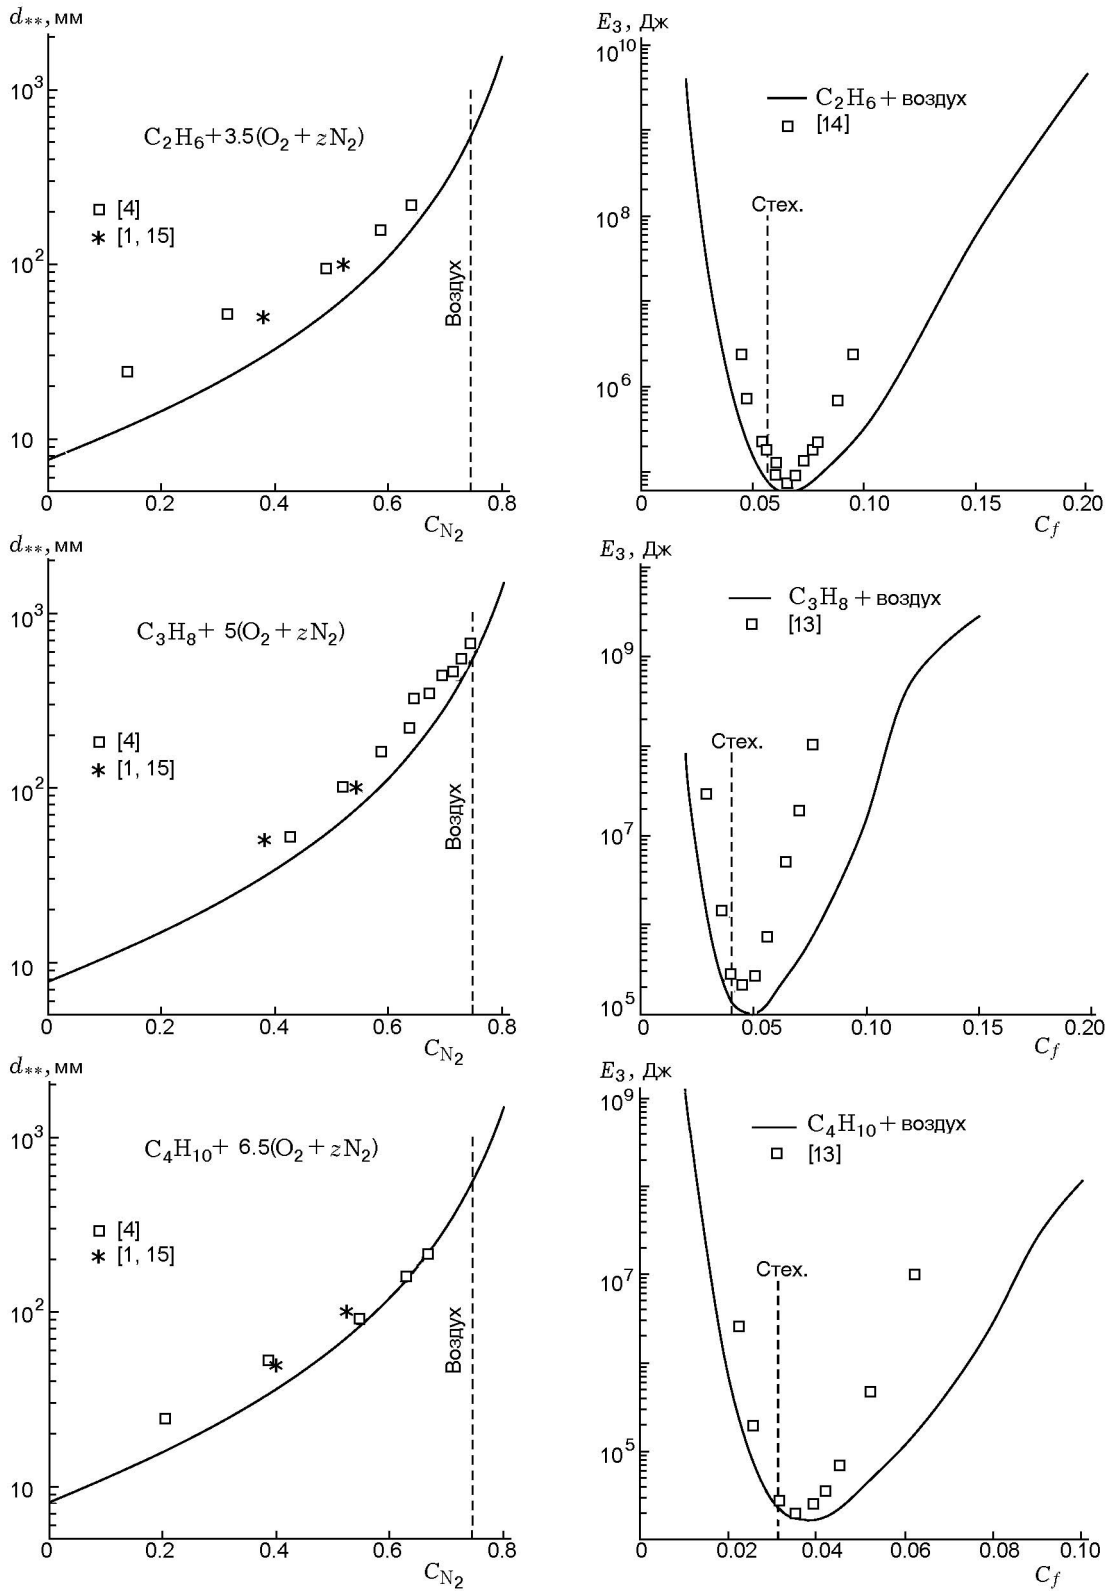 d**, мм
10³
10²
10
C₂H₆+3.5(O₂+zN₂)
[4]
[1, 15]
Воздух
0 0.2 0.4 0.6 0.8
C_N₂
E₃, Дж
10¹⁰
10⁸
10⁶
C₂H₆ + воздух
[14]
Стех.
0 0.05 0.10 0.15 0.20
C_f
d**, мм
10³
10²
10
C₃H₈+ 5(O₂+zN₂)
[4]
[1, 15]
Воздух
0 0.2 0.4 0.6 0.8
C_N₂
E₃, Дж
10⁹
10⁷
10⁵
C₃H₈ + воздух
[13]
Стех.
0 0.05 0.10 0.15 0.20
C_f
d**, мм
10³
10²
10
C₄H₁₀+ 6.5(O₂+zN₂)
[4]
[1, 15]
Воздух
0 0.2 0.4 0.6 0.8
C_N₂
E₃, Дж
10⁹
10⁷
10⁵
C₄H₁₀ + воздух
[13]
Стех.
0 0.02 0.04 0.06 0.08 0.10
C_f